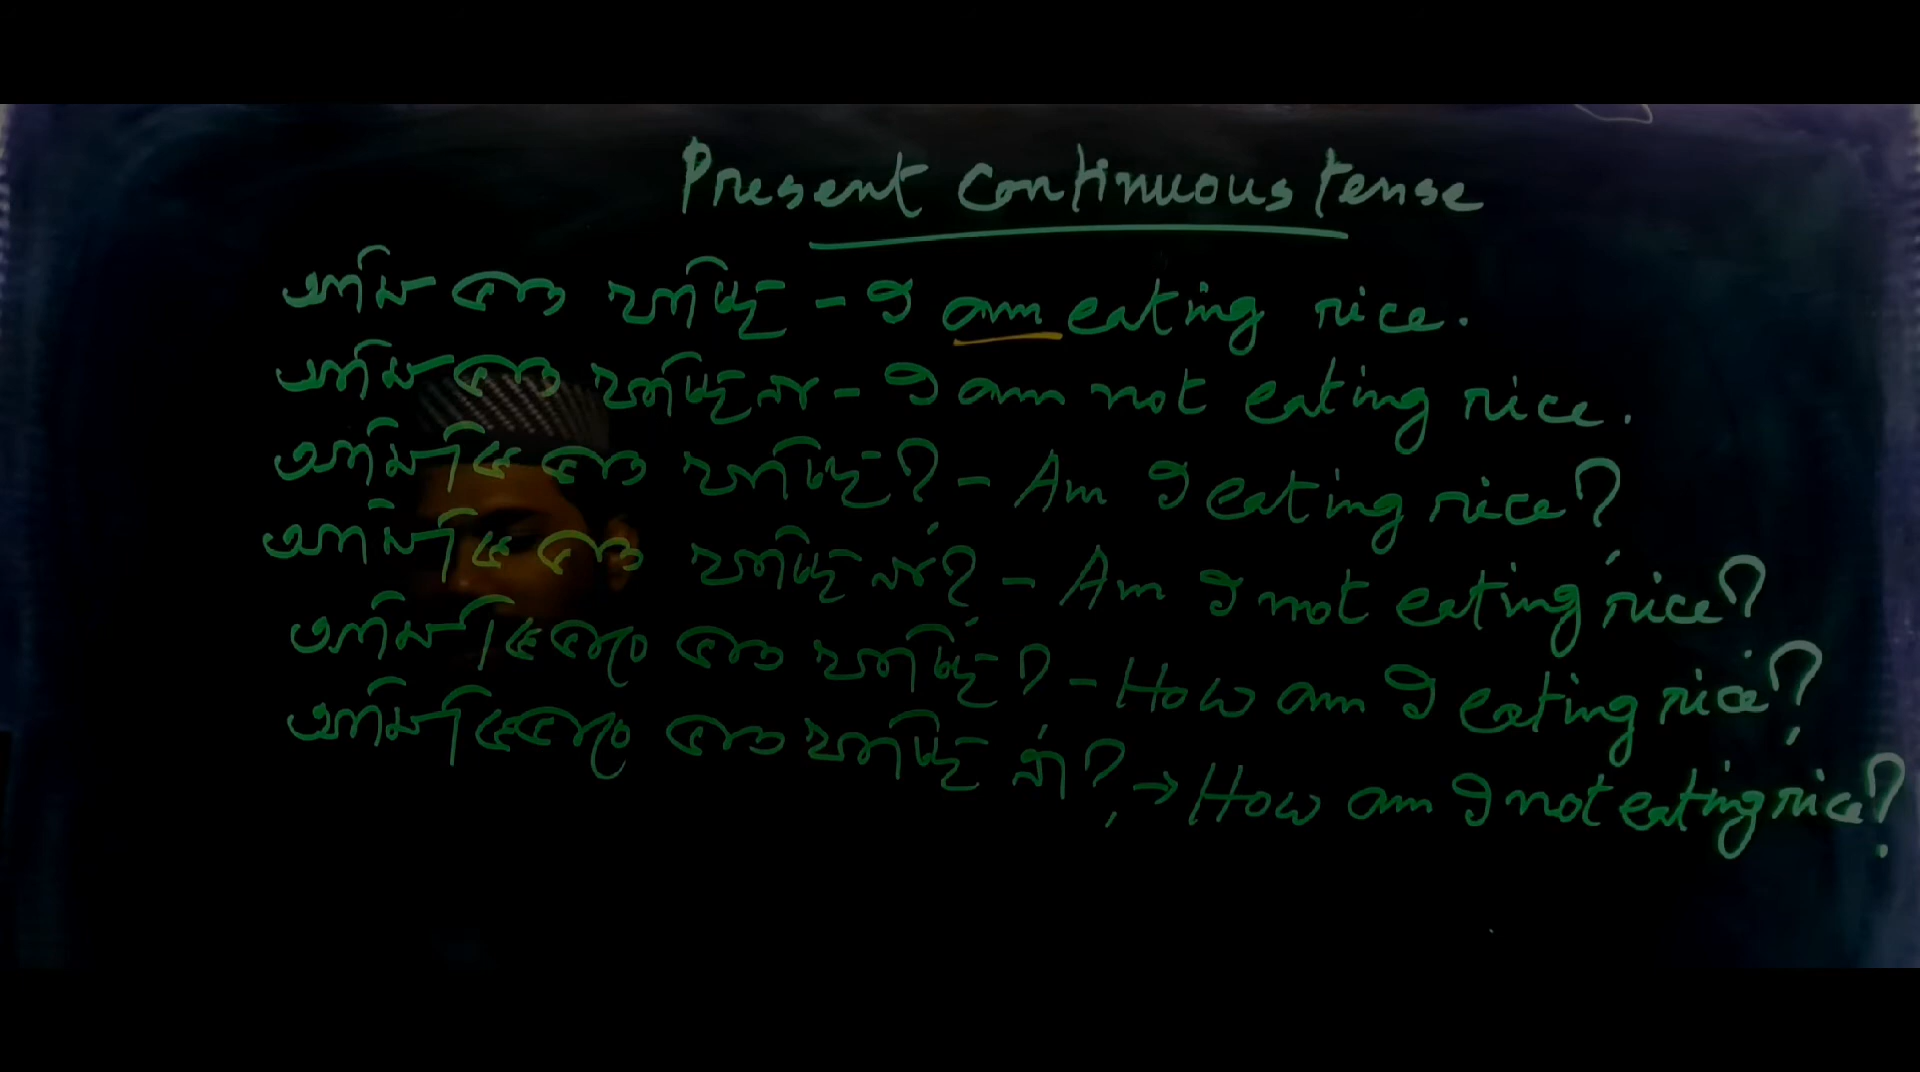 Present continuous tense
আমি ভাত খাচ্ছি - I am eating rice.
আমি ভাত খাচ্ছি না - I am not eating rice.
আমি কি ভাত খাচ্ছি? - Am I eating rice?
আমি কি ভাত খাচ্ছি না? - Am I not eating rice?
আমি কিভাবে ভাত খাচ্ছি? - How am I eating rice?
আমি কিভাবে ভাত খাচ্ছি না? → How am I not eating rice?